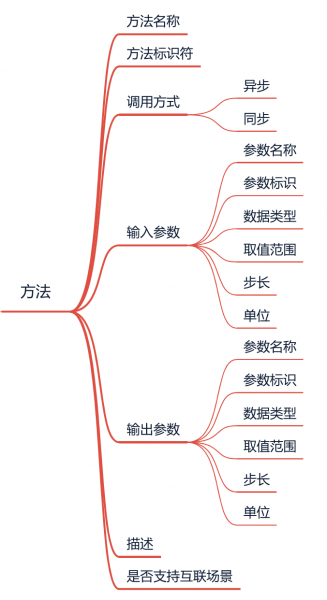 方法
方法名称
方法标识符
调用方式
异步
同步
输入参数
参数名称
参数标识
数据类型
取值范围
步长
单位
输出参数
参数名称
参数标识
数据类型
取值范围
步长
单位
描述
是否支持互联场景